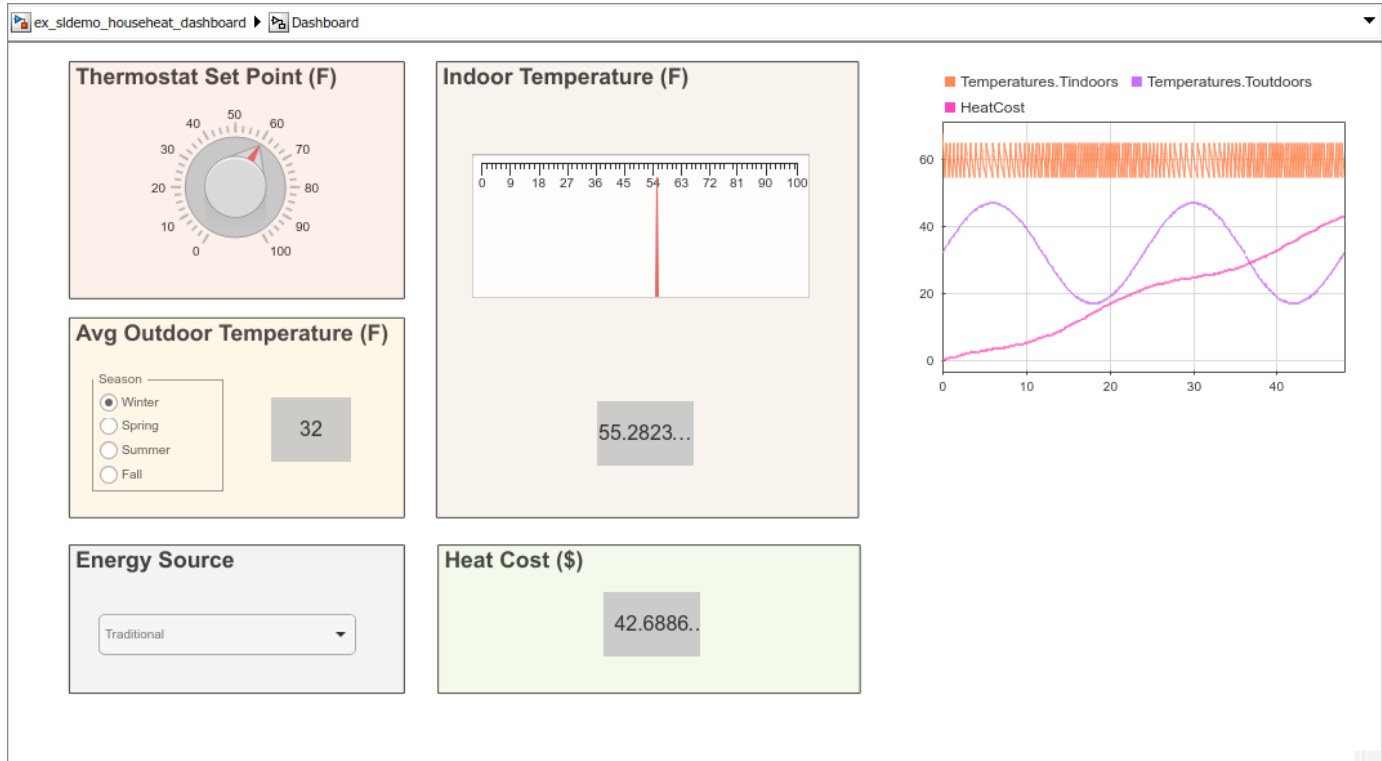 ex_sldemo_househeat_dashboard Dashboard
Thermostat Set Point (F)
50
40 60
30 70
20 80
10 90
0 100
Indoor Temperature (F)
0 9 18 27 36 45 54 63 72 81 90 100
55.2823...
Temperatures.Tindoors Temperatures.Toutdoors
HeatCost
60
40
20
0
0 10 20 30 40
Avg Outdoor Temperature (F)
Season
Winter
Spring
Summer
Fall
32
Energy Source
Traditional
Heat Cost ($)
42.6886..